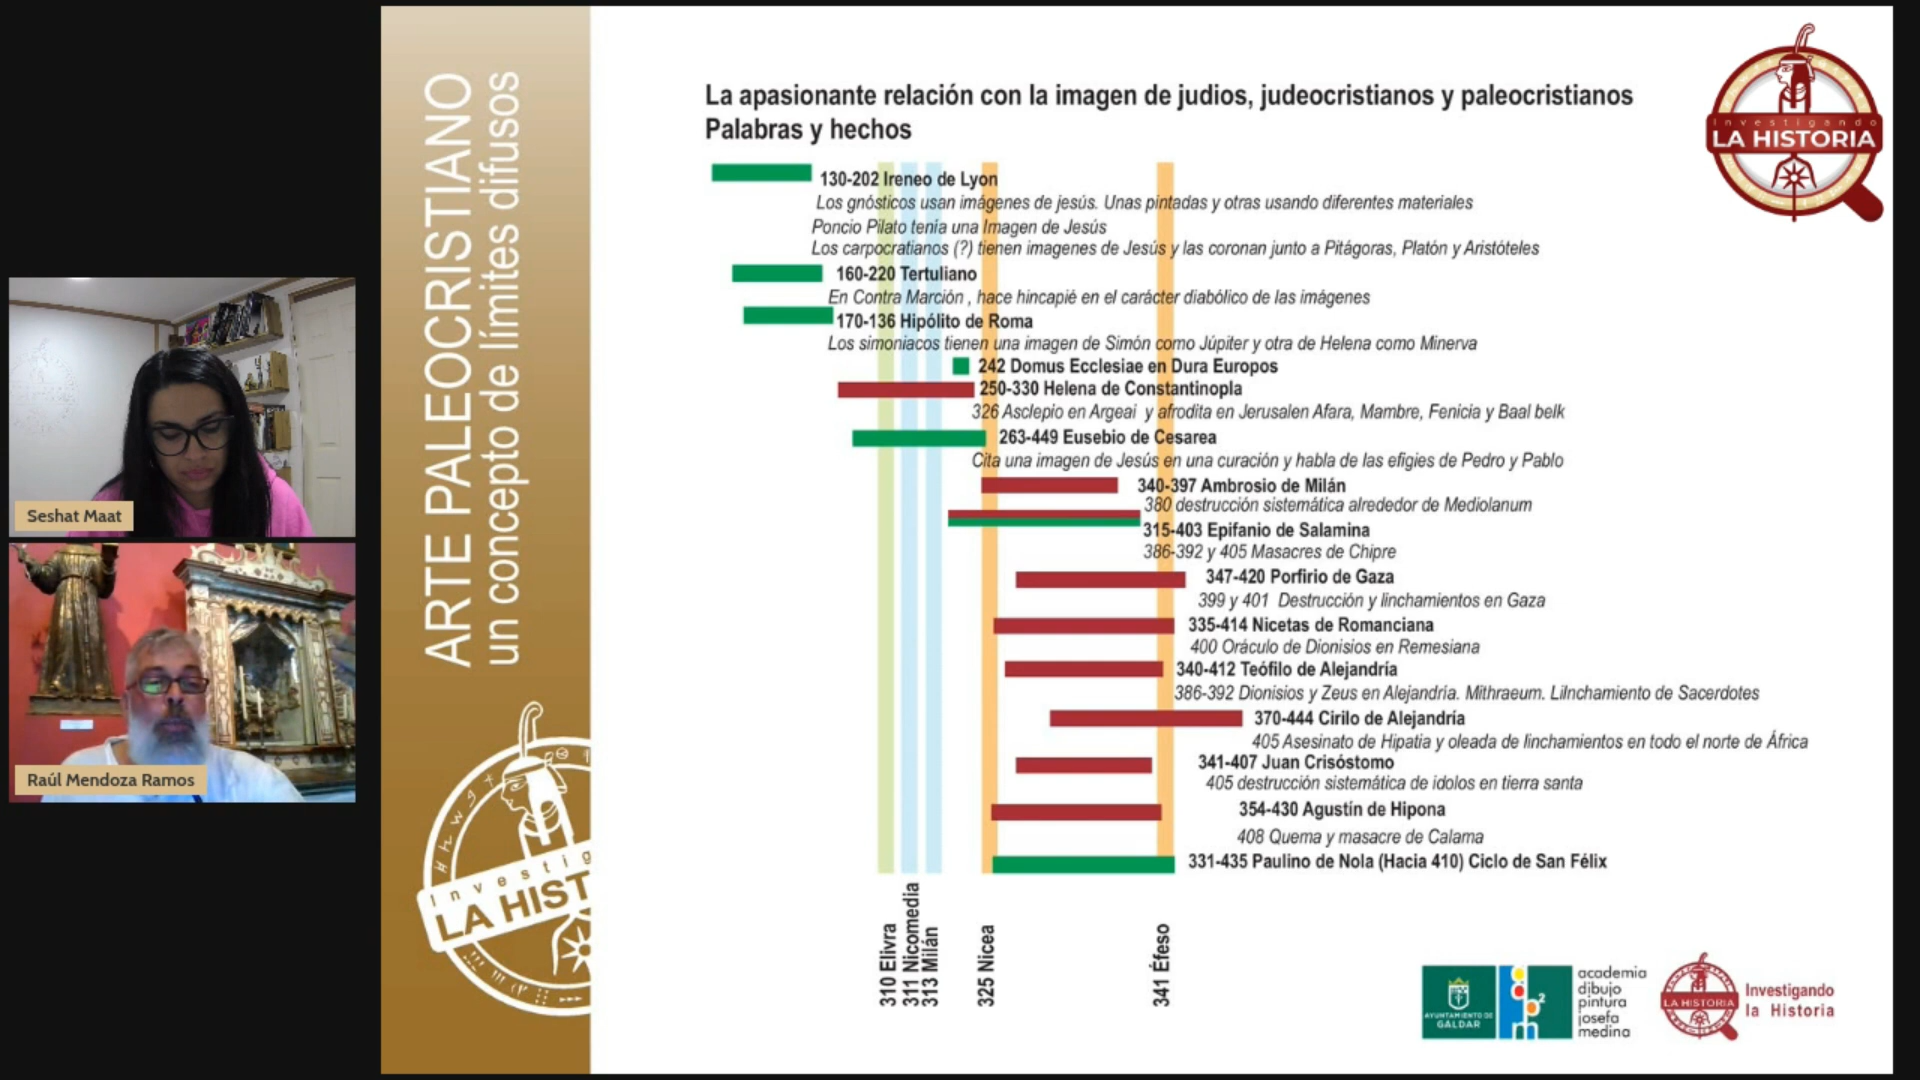 ARTE PALEOCRISTIANO
un concepto de límites difusos
Investig
LA HIST
La apasionante relación con la imagen de judios, judeocristianos y paleocristianos
Palabras y hechos
Investigando
LA HISTORIA
130-202 Ireneo de Lyon
Los gnósticos usan imágenes de jesús. Unas pintadas y otras usando diferentes materiales
Poncio Pilato tenía una Imagen de Jesús
Los carpocratianos (?) tienen imagenes de Jesús y las coronan junto a Pitágoras, Platón y Aristóteles
160-220 Tertuliano
En Contra Marción , hace hincapié en el carácter diabólico de las imágenes
170-136 Hipólito de Roma
Los simoniacos tienen una imagen de Simón como Júpiter y otra de Helena como Minerva
242 Domus Ecclesiae en Dura Europos
250-330 Helena de Constantinopla
326 Asclepio en Argeai y afrodita en Jerusalen Afara, Mambre, Fenicia y Baal belk
263-449 Eusebio de Cesarea
Cita una imagen de Jesús en una curación y habla de las efigies de Pedro y Pablo
340-397 Ambrosio de Milán
380 destrucción sistemática alrededor de Mediolanum
315-403 Epifanio de Salamina
386-392 y 405 Masacres de Chipre
347-420 Porfirio de Gaza
399 y 401 Destrucción y linchamientos en Gaza
335-414 Nicetas de Romanciana
400 Oráculo de Dionisios en Remesiana
340-412 Teófilo de Alejandría
386-392 Dionisios y Zeus en Alejandría. Mithraeum. Lilnchamiento de Sacerdotes
370-444 Cirilo de Alejandría
405 Asesinato de Hipatia y oleada de linchamientos en todo el norte de África
341-407 Juan Crisóstomo
405 destrucción sistemática de idolos en tierra santa
354-430 Agustín de Hipona
408 Quema y masacre de Calama
331-435 Paulino de Nola (Hacia 410) Ciclo de San Félix
310 Elivra
311 Nicomedia
313 Milán
325 Nicea
341 Éfeso
Seshat Maat
Raúl Mendoza Ramos
AYUNTAMIENTO DE
GÁLDAR
academia
dibujo
pintura
josefa
medina
LA HISTORIA
Investigando
la Historia